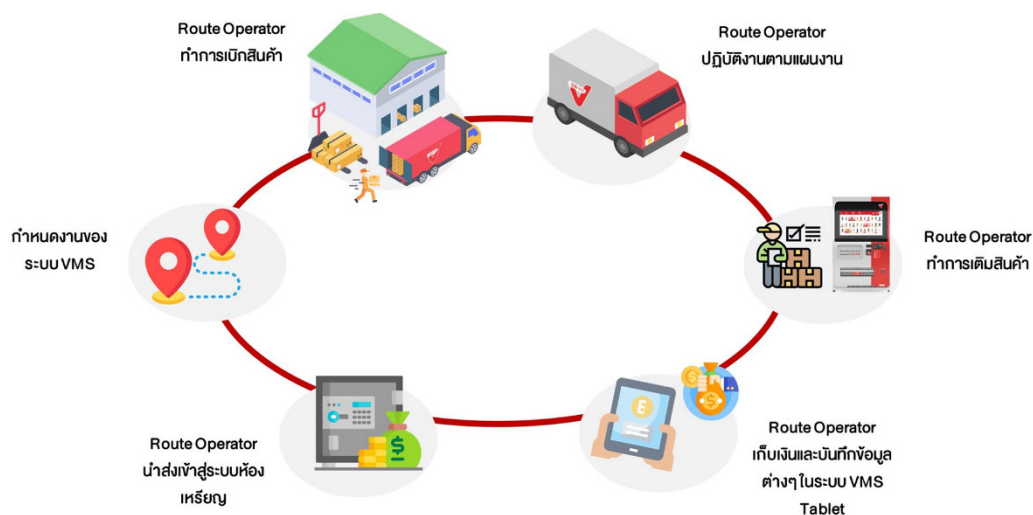 Route Operator
ทำการเบิกสินค้า
Route Operator
ปฏิบัติงานตามแผนงาน
กำหนดงานของ
ระบบ VMS
Route Operator
ทำการเติมสินค้า
Route Operator
นำส่งเข้าสู่ระบบห้อง
เหรียญ
Route Operator
เก็บเงินและบันทึกข้อมูล
ต่างๆ ในระบบ VMS
Tablet